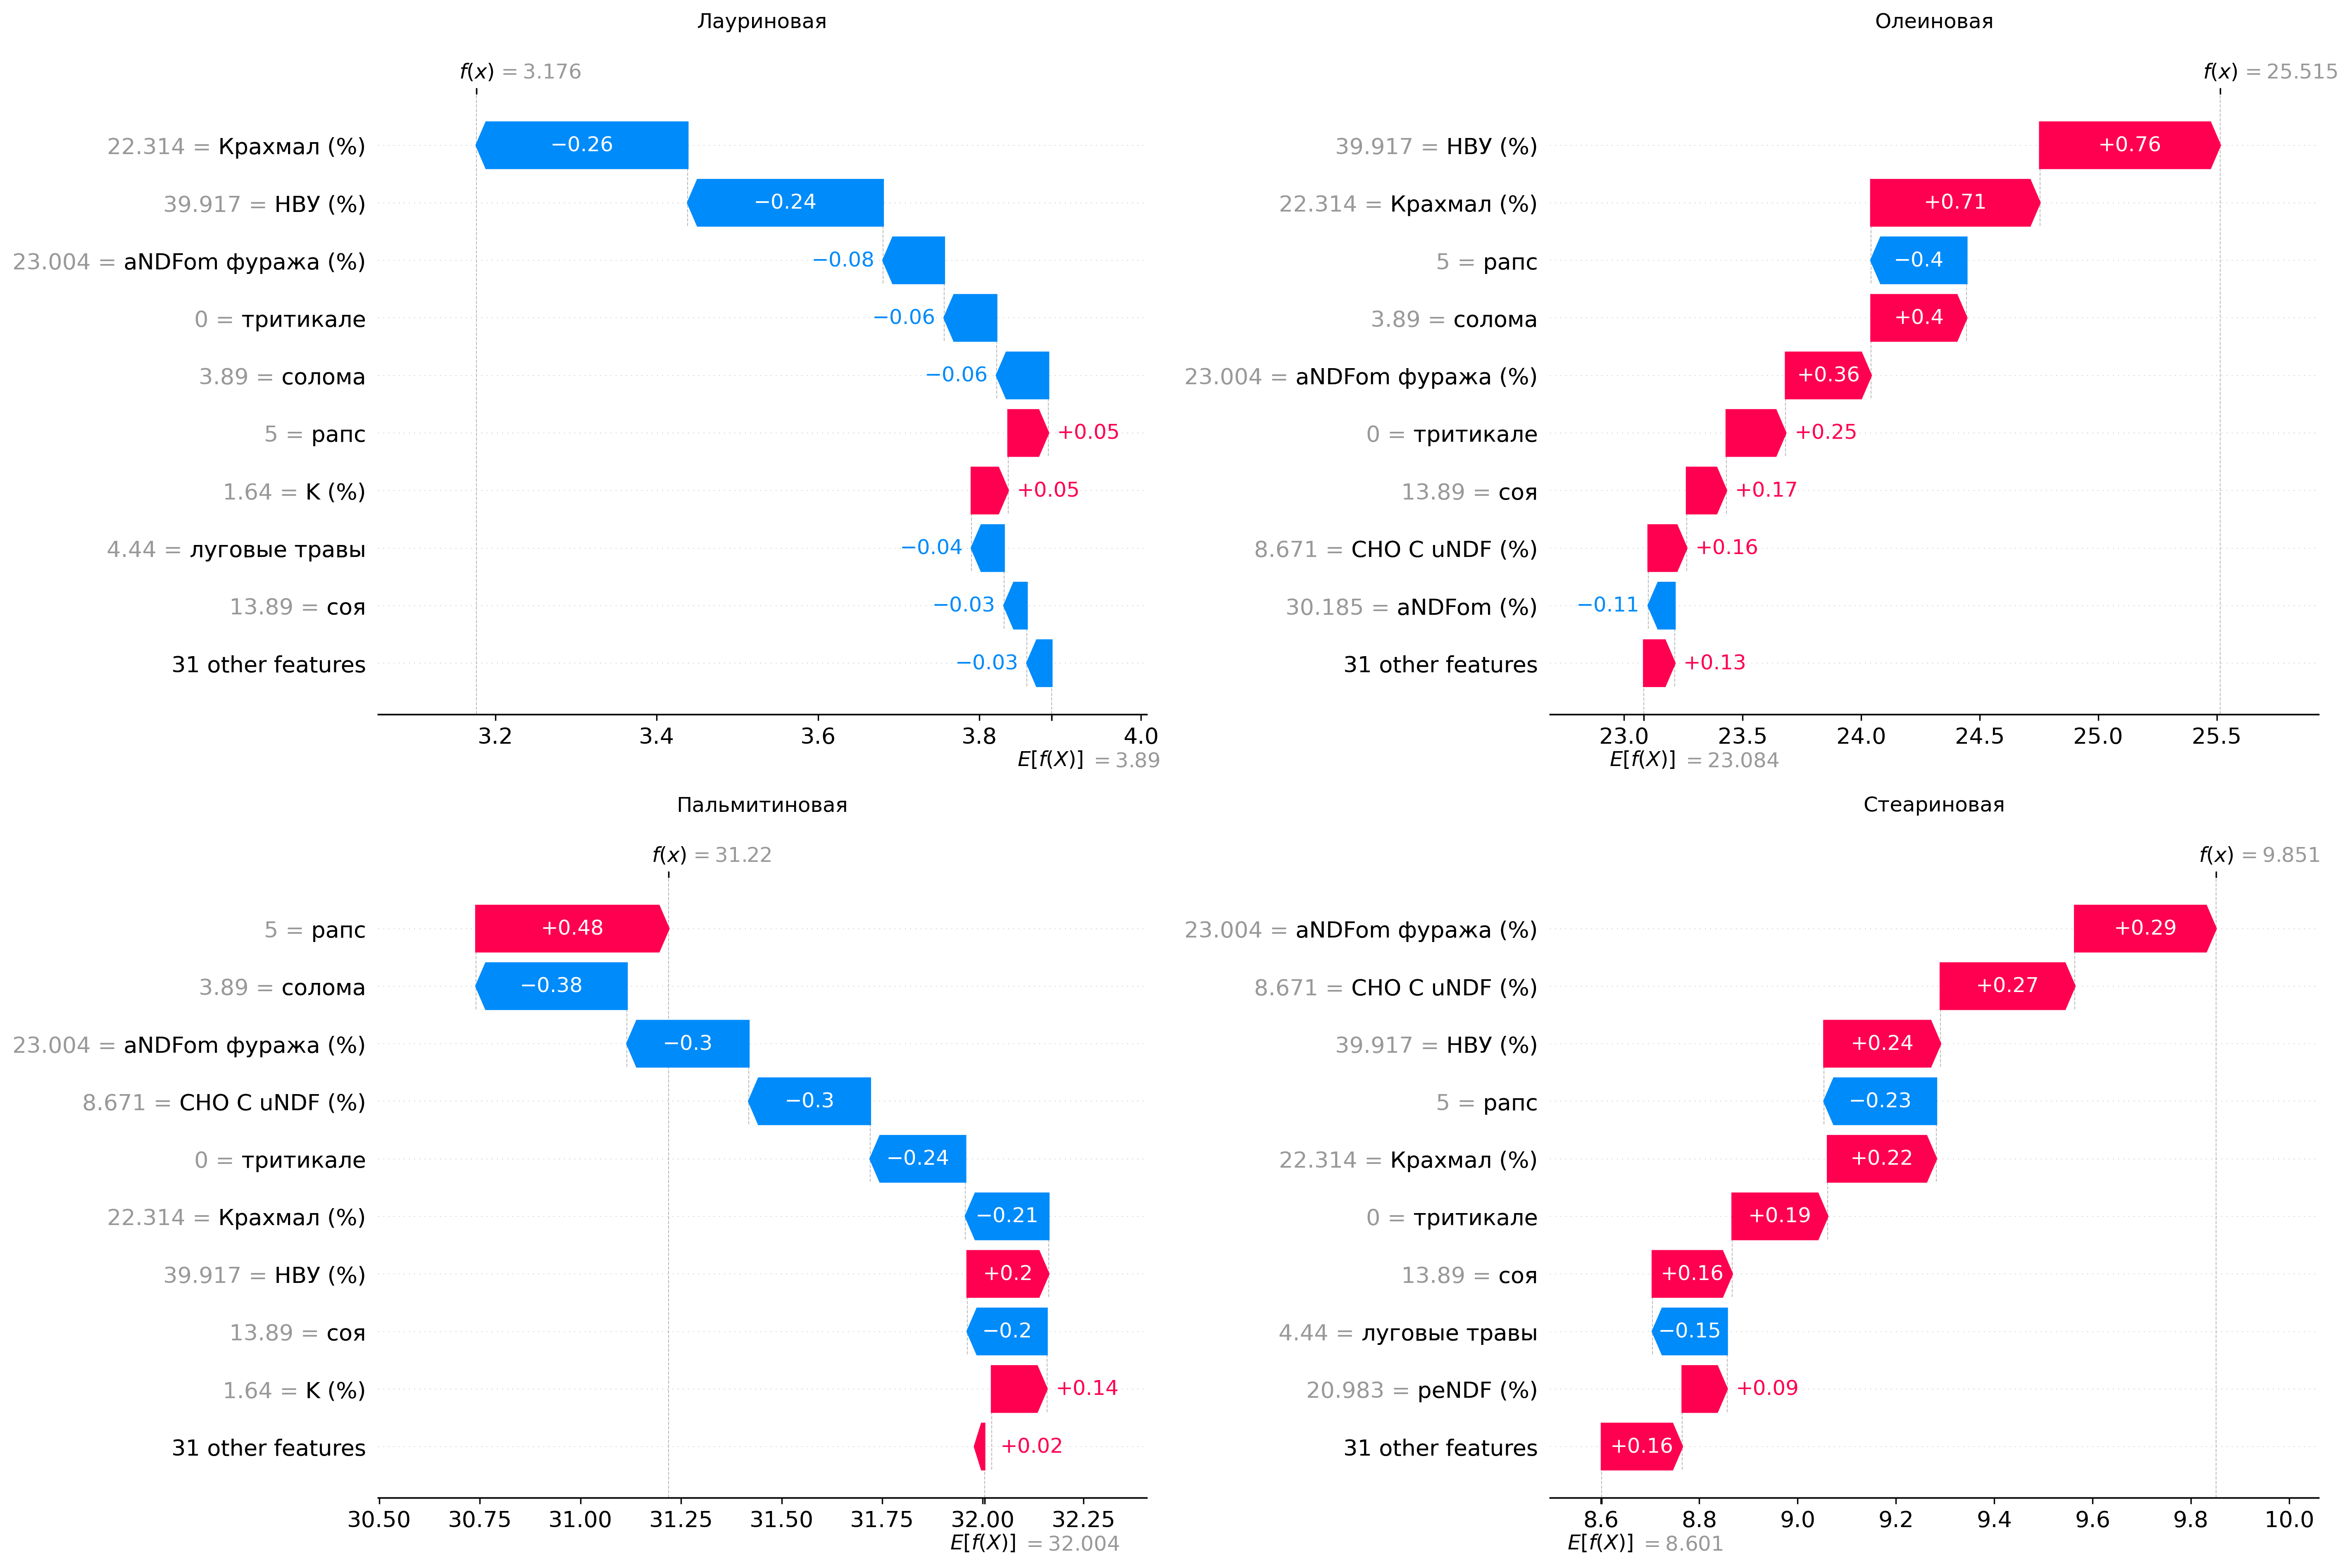 Лауриновая
f(x) = 3.176
22.314 = Крахмал (%)
−0.26
39.917 = НВУ (%)
−0.24
23.004 = aNDFom фуража (%)
−0.08
0 = тритикале
−0.06
3.89 = солома
−0.06
5 = рапс
+0.05
1.64 = K (%)
+0.05
4.44 = луговые травы
−0.04
13.89 = соя
−0.03
31 other features
−0.03
3.2 3.4 3.6 3.8 4.0
E[f(X)] = 3.89
Олеиновая
f(x) = 25.515
39.917 = НВУ (%)
+0.76
22.314 = Крахмал (%)
+0.71
5 = рапс
−0.4
3.89 = солома
+0.4
23.004 = aNDFom фуража (%)
+0.36
0 = тритикале
+0.25
13.89 = соя
+0.17
8.671 = CHO C uNDF (%)
+0.16
30.185 = aNDFom (%)
−0.11
31 other features
+0.13
23.0 23.5 24.0 24.5 25.0 25.5
E[f(X)] = 23.084
Пальмитиновая
f(x) = 31.22
5 = рапс
+0.48
3.89 = солома
−0.38
23.004 = aNDFom фуража (%)
−0.3
8.671 = CHO C uNDF (%)
−0.3
0 = тритикале
−0.24
22.314 = Крахмал (%)
−0.21
39.917 = НВУ (%)
+0.2
13.89 = соя
−0.2
1.64 = K (%)
+0.14
31 other features
+0.02
30.50 30.75 31.00 31.25 31.50 31.75 32.00 32.25
E[f(X)] = 32.004
Стеариновая
f(x) = 9.851
23.004 = aNDFom фуража (%)
+0.29
8.671 = CHO C uNDF (%)
+0.27
39.917 = НВУ (%)
+0.24
5 = рапс
−0.23
22.314 = Крахмал (%)
+0.22
0 = тритикале
+0.19
13.89 = соя
+0.16
4.44 = луговые травы
−0.15
20.983 = peNDF (%)
+0.09
31 other features
+0.16
8.6 8.8 9.0 9.2 9.4 9.6 9.8 10.0
E[f(X)] = 8.601